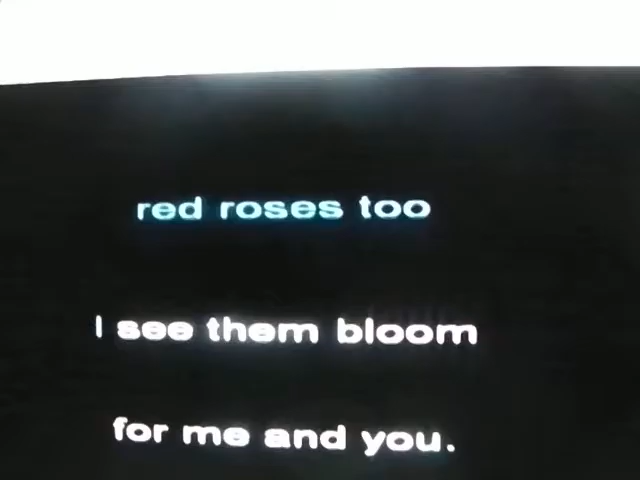 red roses too
I see them bloom
for me and you.